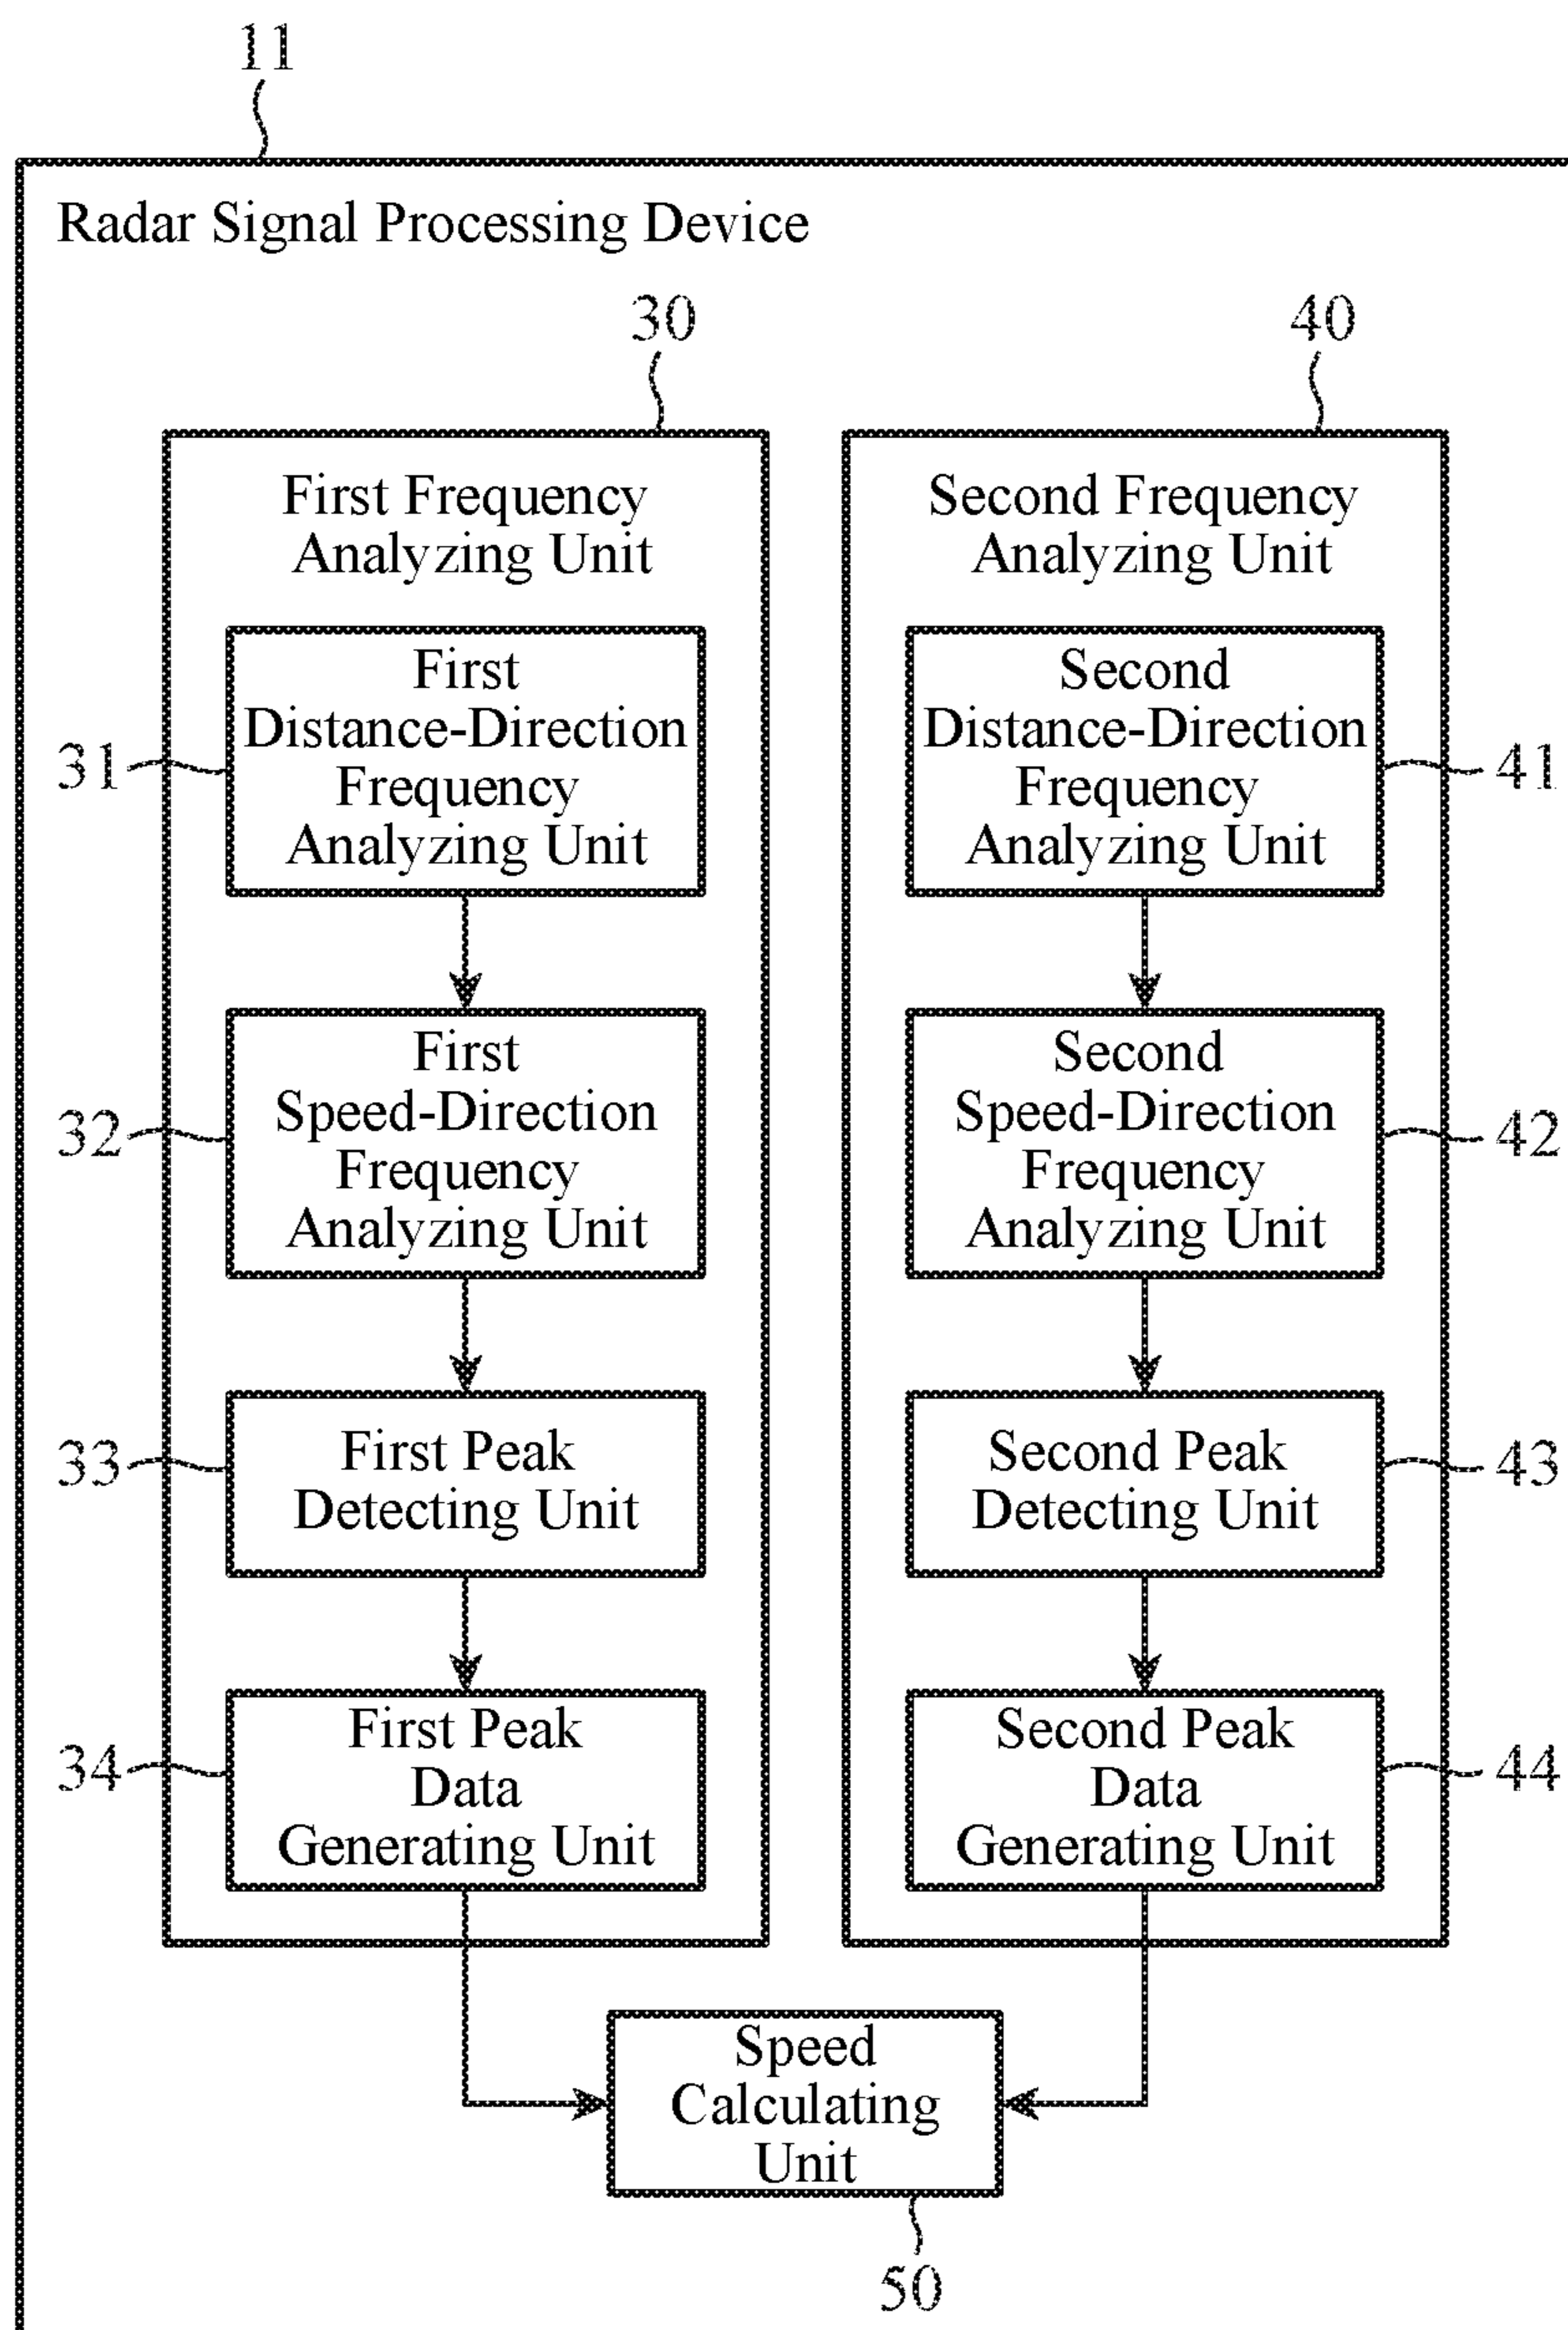 11
Radar Signal Processing Device
30
40
First Frequency
Analyzing Unit
Second Frequency
Analyzing Unit
First
Distance-Direction
Frequency
Analyzing Unit
31
Second
Distance-Direction
Frequency
Analyzing Unit
41
First
Speed-Direction
Frequency
Analyzing Unit
32
Second
Speed-Direction
Frequency
Analyzing Unit
42
First Peak
Detecting Unit
33
Second Peak
Detecting Unit
43
First Peak
Data
Generating Unit
34
Second Peak
Data
Generating Unit
44
Speed
Calculating
Unit
50